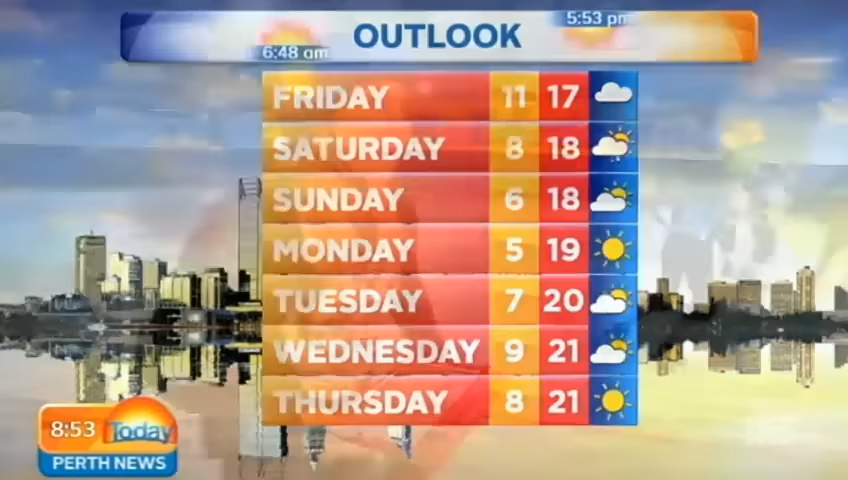 OUTLOOK
6:48 am
5:53 pm
FRIDAY 11 17
SATURDAY 8 18
SUNDAY 6 18
MONDAY 5 19
TUESDAY 7 20
WEDNESDAY 9 21
THURSDAY 8 21
8:53 Today
PERTH NEWS